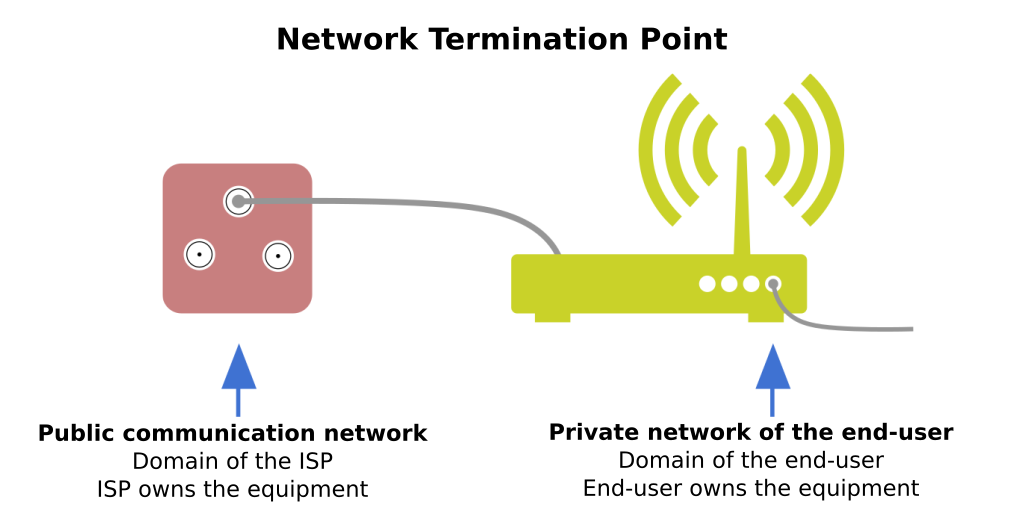 Network Termination Point
Public communication network
Domain of the ISP
ISP owns the equipment
Private network of the end-user
Domain of the end-user
End-user owns the equipment